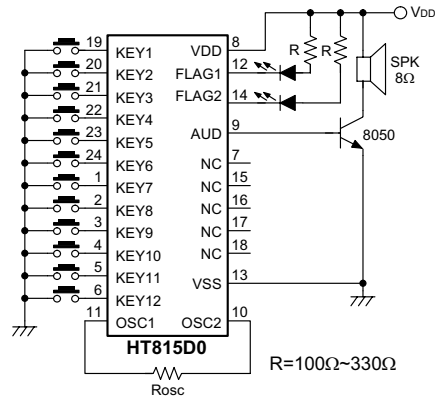 VDD
19 KEY1 VDD 8
R R
SPK
8Ω
20 KEY2 FLAG1 12
21 KEY3 FLAG2 14
22 KEY4
23 KEY5 AUD 9
8050
24 KEY6 NC 7
1 KEY7 NC 15
2 KEY8 NC 16
3 KEY9 NC 17
4 KEY10 NC 18
5 KEY11 VSS 13
6 KEY12
11 OSC1 OSC2 10
HT815D0
Rosc
R=100Ω~330Ω